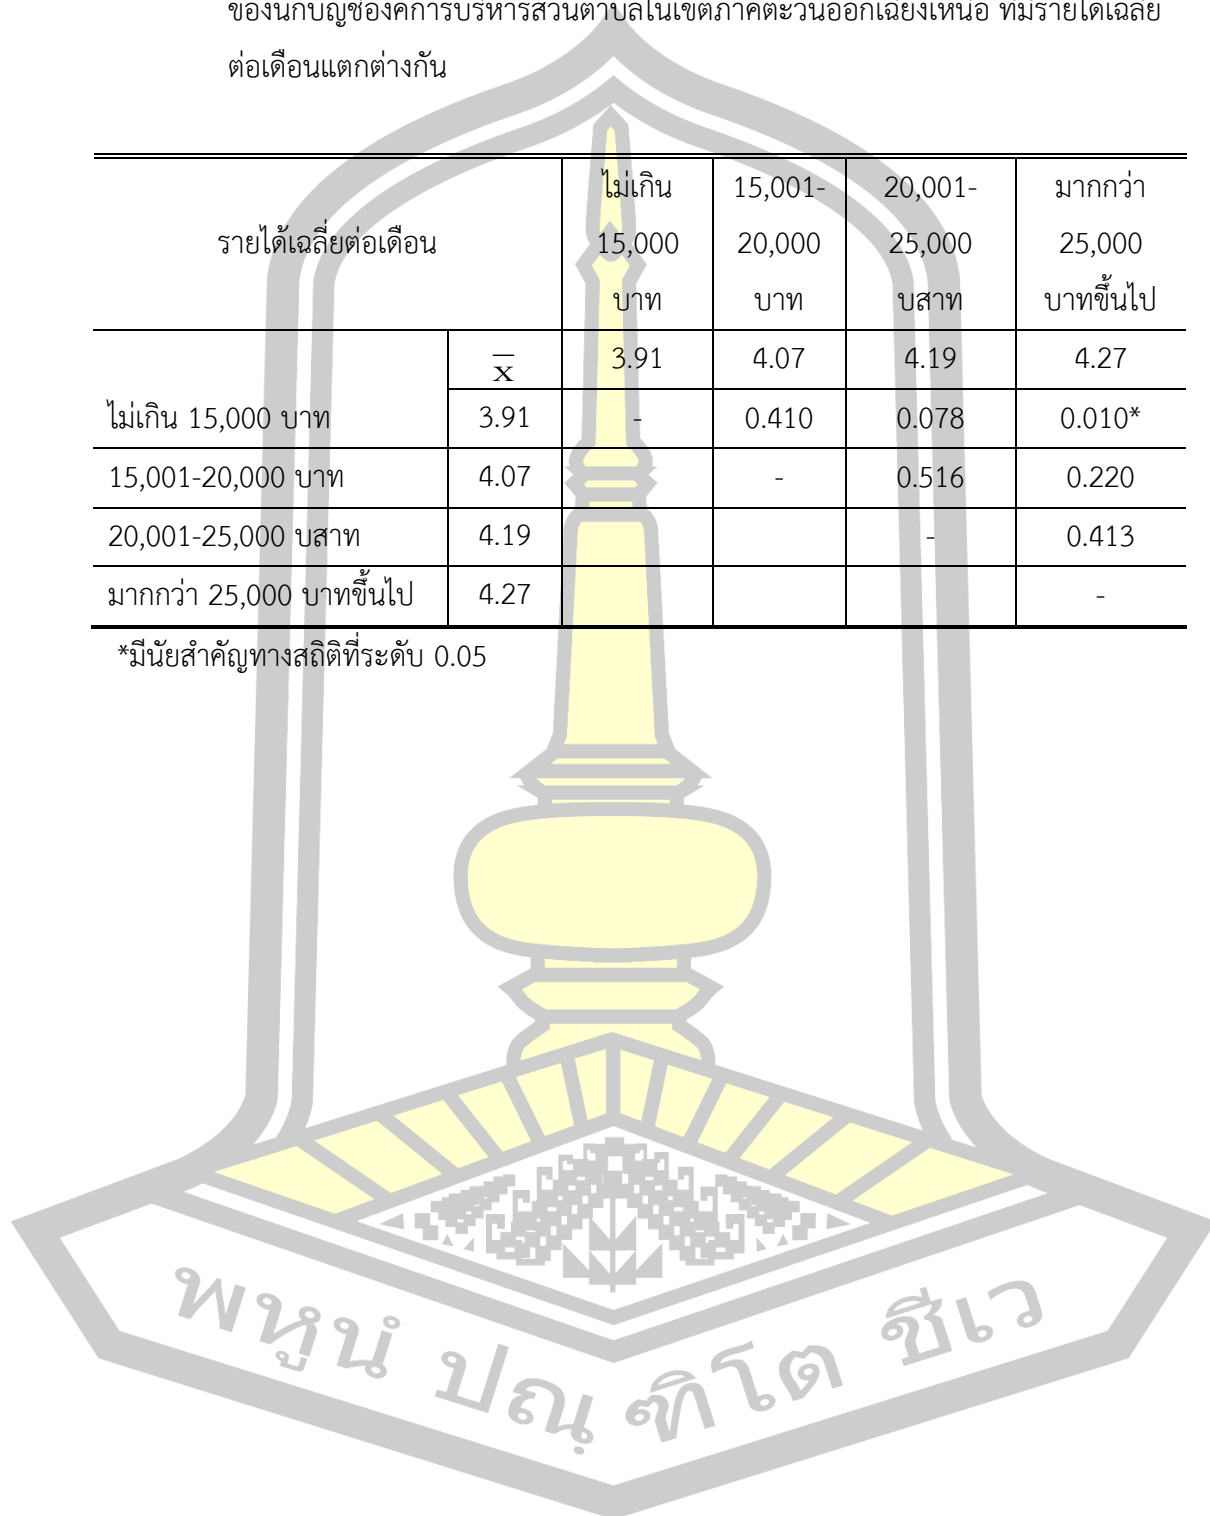 ของนักบัญชีองค์การบริหารส่วนตำบลในเขตภาคตะวันออกเฉียงเหนือ ที่มีรายได้เฉลี่ย
ต่อเดือนแตกต่างกัน
รายได้เฉลี่ยต่อเดือน ไม่เกิน 15,000 บาท 15,001-20,000 บาท 20,001-25,000 บสาท มากกว่า 25,000 บาทขึ้นไป
x̄ 3.91 4.07 4.19 4.27
ไม่เกิน 15,000 บาท 3.91 - 0.410 0.078 0.010*
15,001-20,000 บาท 4.07 - 0.516 0.220
20,001-25,000 บสาท 4.19 - 0.413
มากกว่า 25,000 บาทขึ้นไป 4.27 -
*มีนัยสำคัญทางสถิติที่ระดับ 0.05
พหูนํ ปณฺฑิโต ชีเว